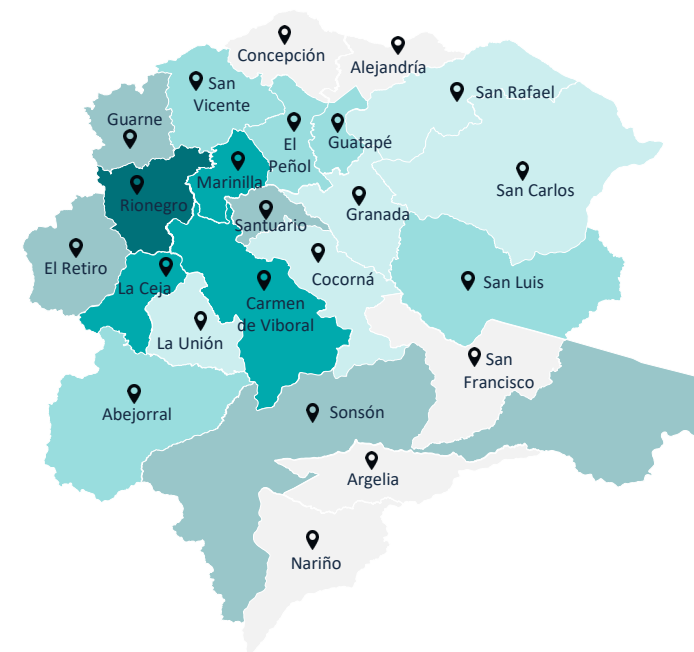 Concepción
Alejandría
San
Vicente
San Rafael
Guarne
El
Peñol
Guatapé
Marinilla
Rionegro
San Carlos
Granada
Santuario
El Retiro
Cocorná
La Ceja
San Luis
Carmen
de Viboral
La Unión
San
Francisco
Abejorral
Sonsón
Argelia
Nariño